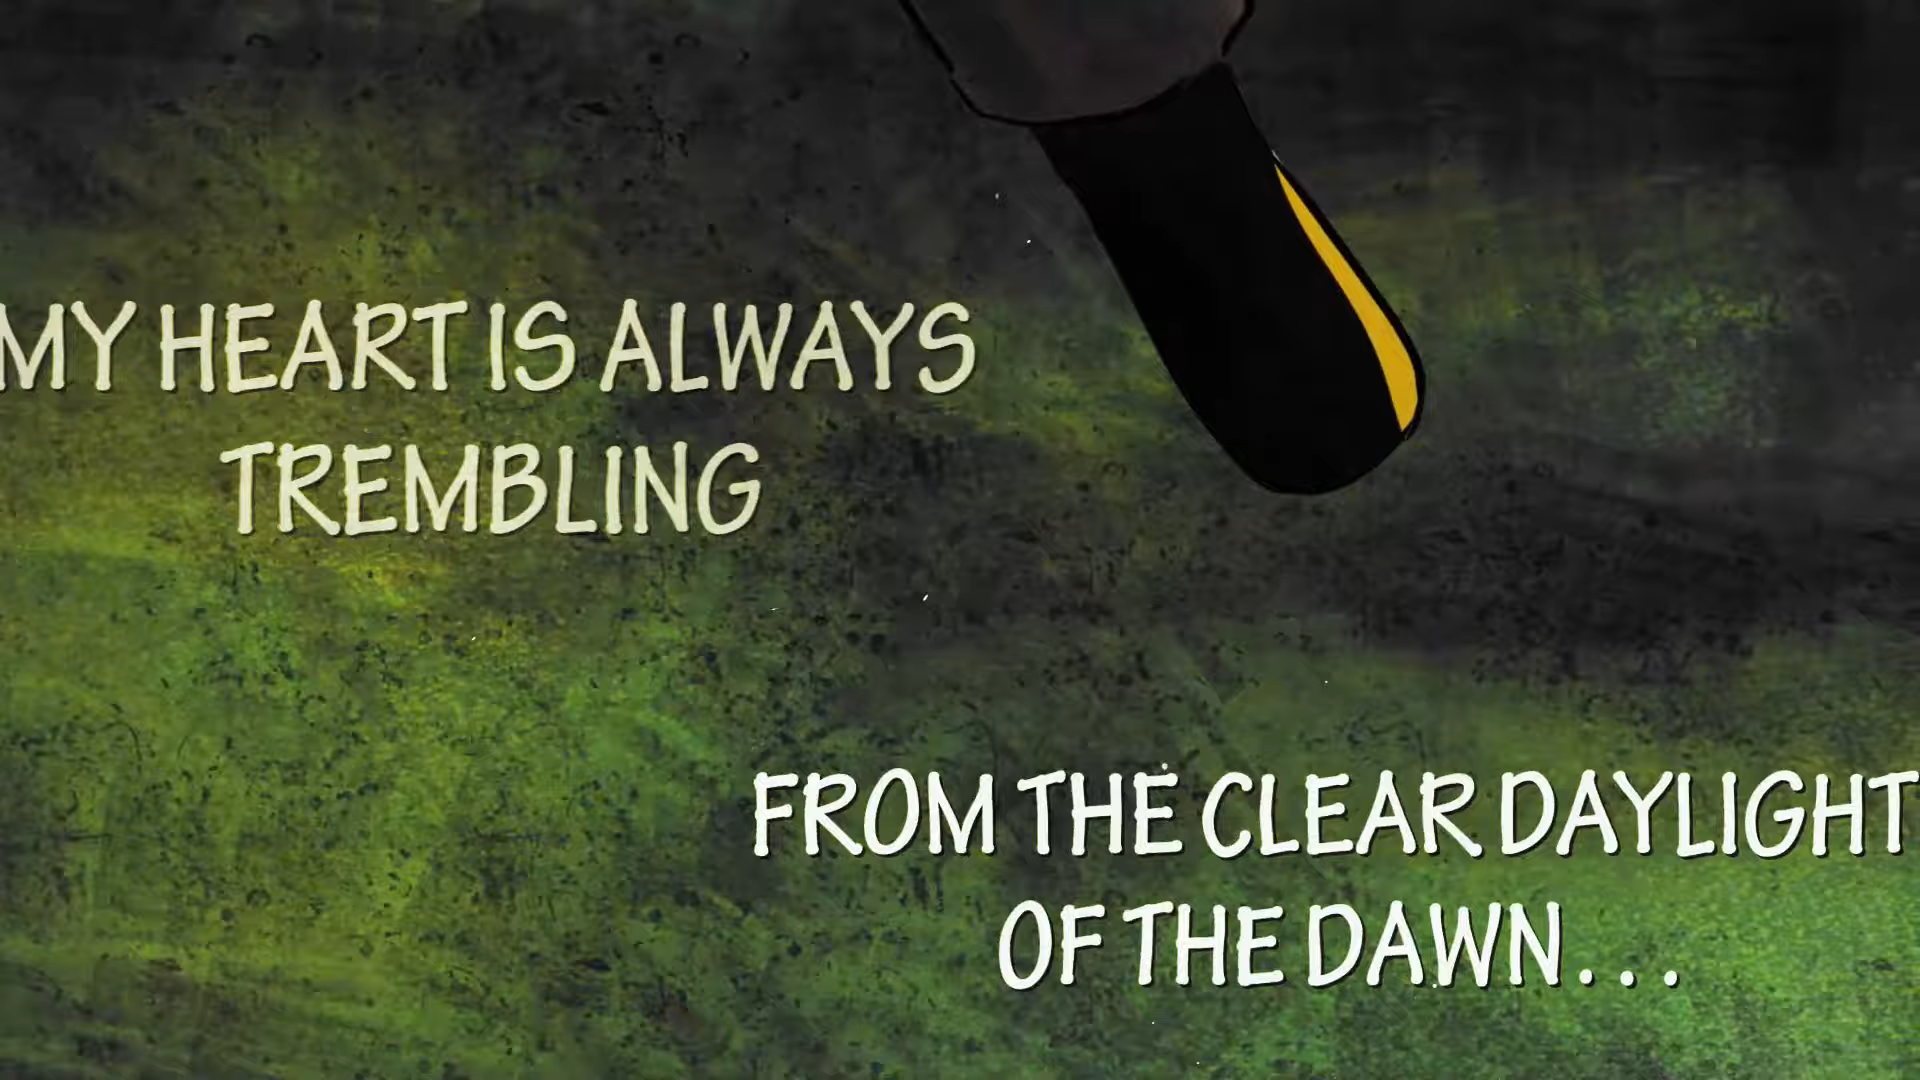 MY HEART IS ALWAYS
TREMBLING
FROM THE CLEAR DAYLIGHT
OF THE DAWN...